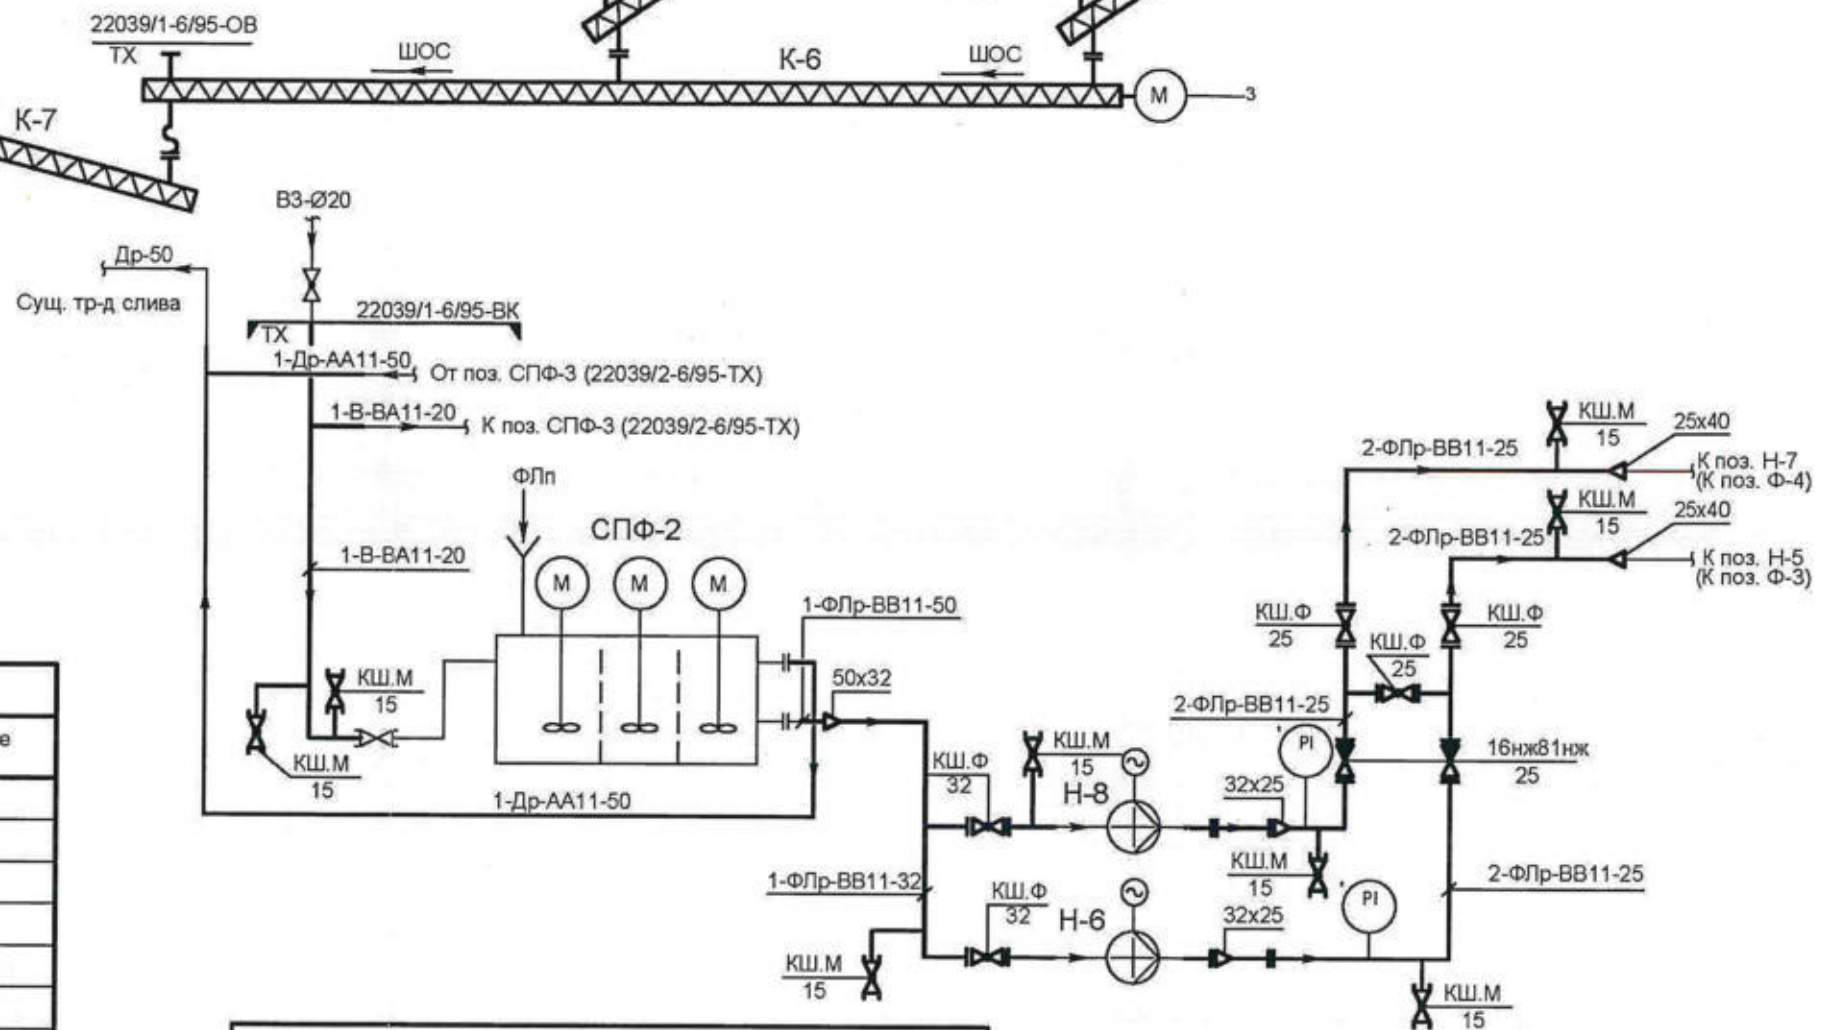 22039/1-6/95-ОВ
ТХ
ШОС
К-6
ШОС
М
3
К-7
В3-Ø20
Др-50
Сущ. тр-д слива
22039/1-6/95-ВК
ТХ
1-Др-АА11-50
От поз. СПФ-3 (22039/2-6/95-ТХ)
1-В-ВА11-20
К поз. СПФ-3 (22039/2-6/95-ТХ)
КШ.М
15
25х40
2-ФЛр-ВВ11-25
К поз. Н-7
(К поз. Ф-4)
КШ.М
15
25х40
2-ФЛр-ВВ11-25
К поз. Н-5
(К поз. Ф-3)
ФЛп
СПФ-2
1-В-ВА11-20
М
М
М
1-ФЛр-ВВ11-50
КШ.Ф
25
КШ.Ф
25
КШ.Ф
25
КШ.М
15
50х32
2-ФЛр-ВВ11-25
е
КШ.М
15
КШ.Ф
32
КШ.М
15
PI
16нж81нж
25
1-Др-АА11-50
Н-8
32х25
КШ.М
15
1-ФЛр-ВВ11-32
КШ.Ф
32
Н-6
32х25
PI
2-ФЛр-ВВ11-25
КШ.М
15
КШ.М
15